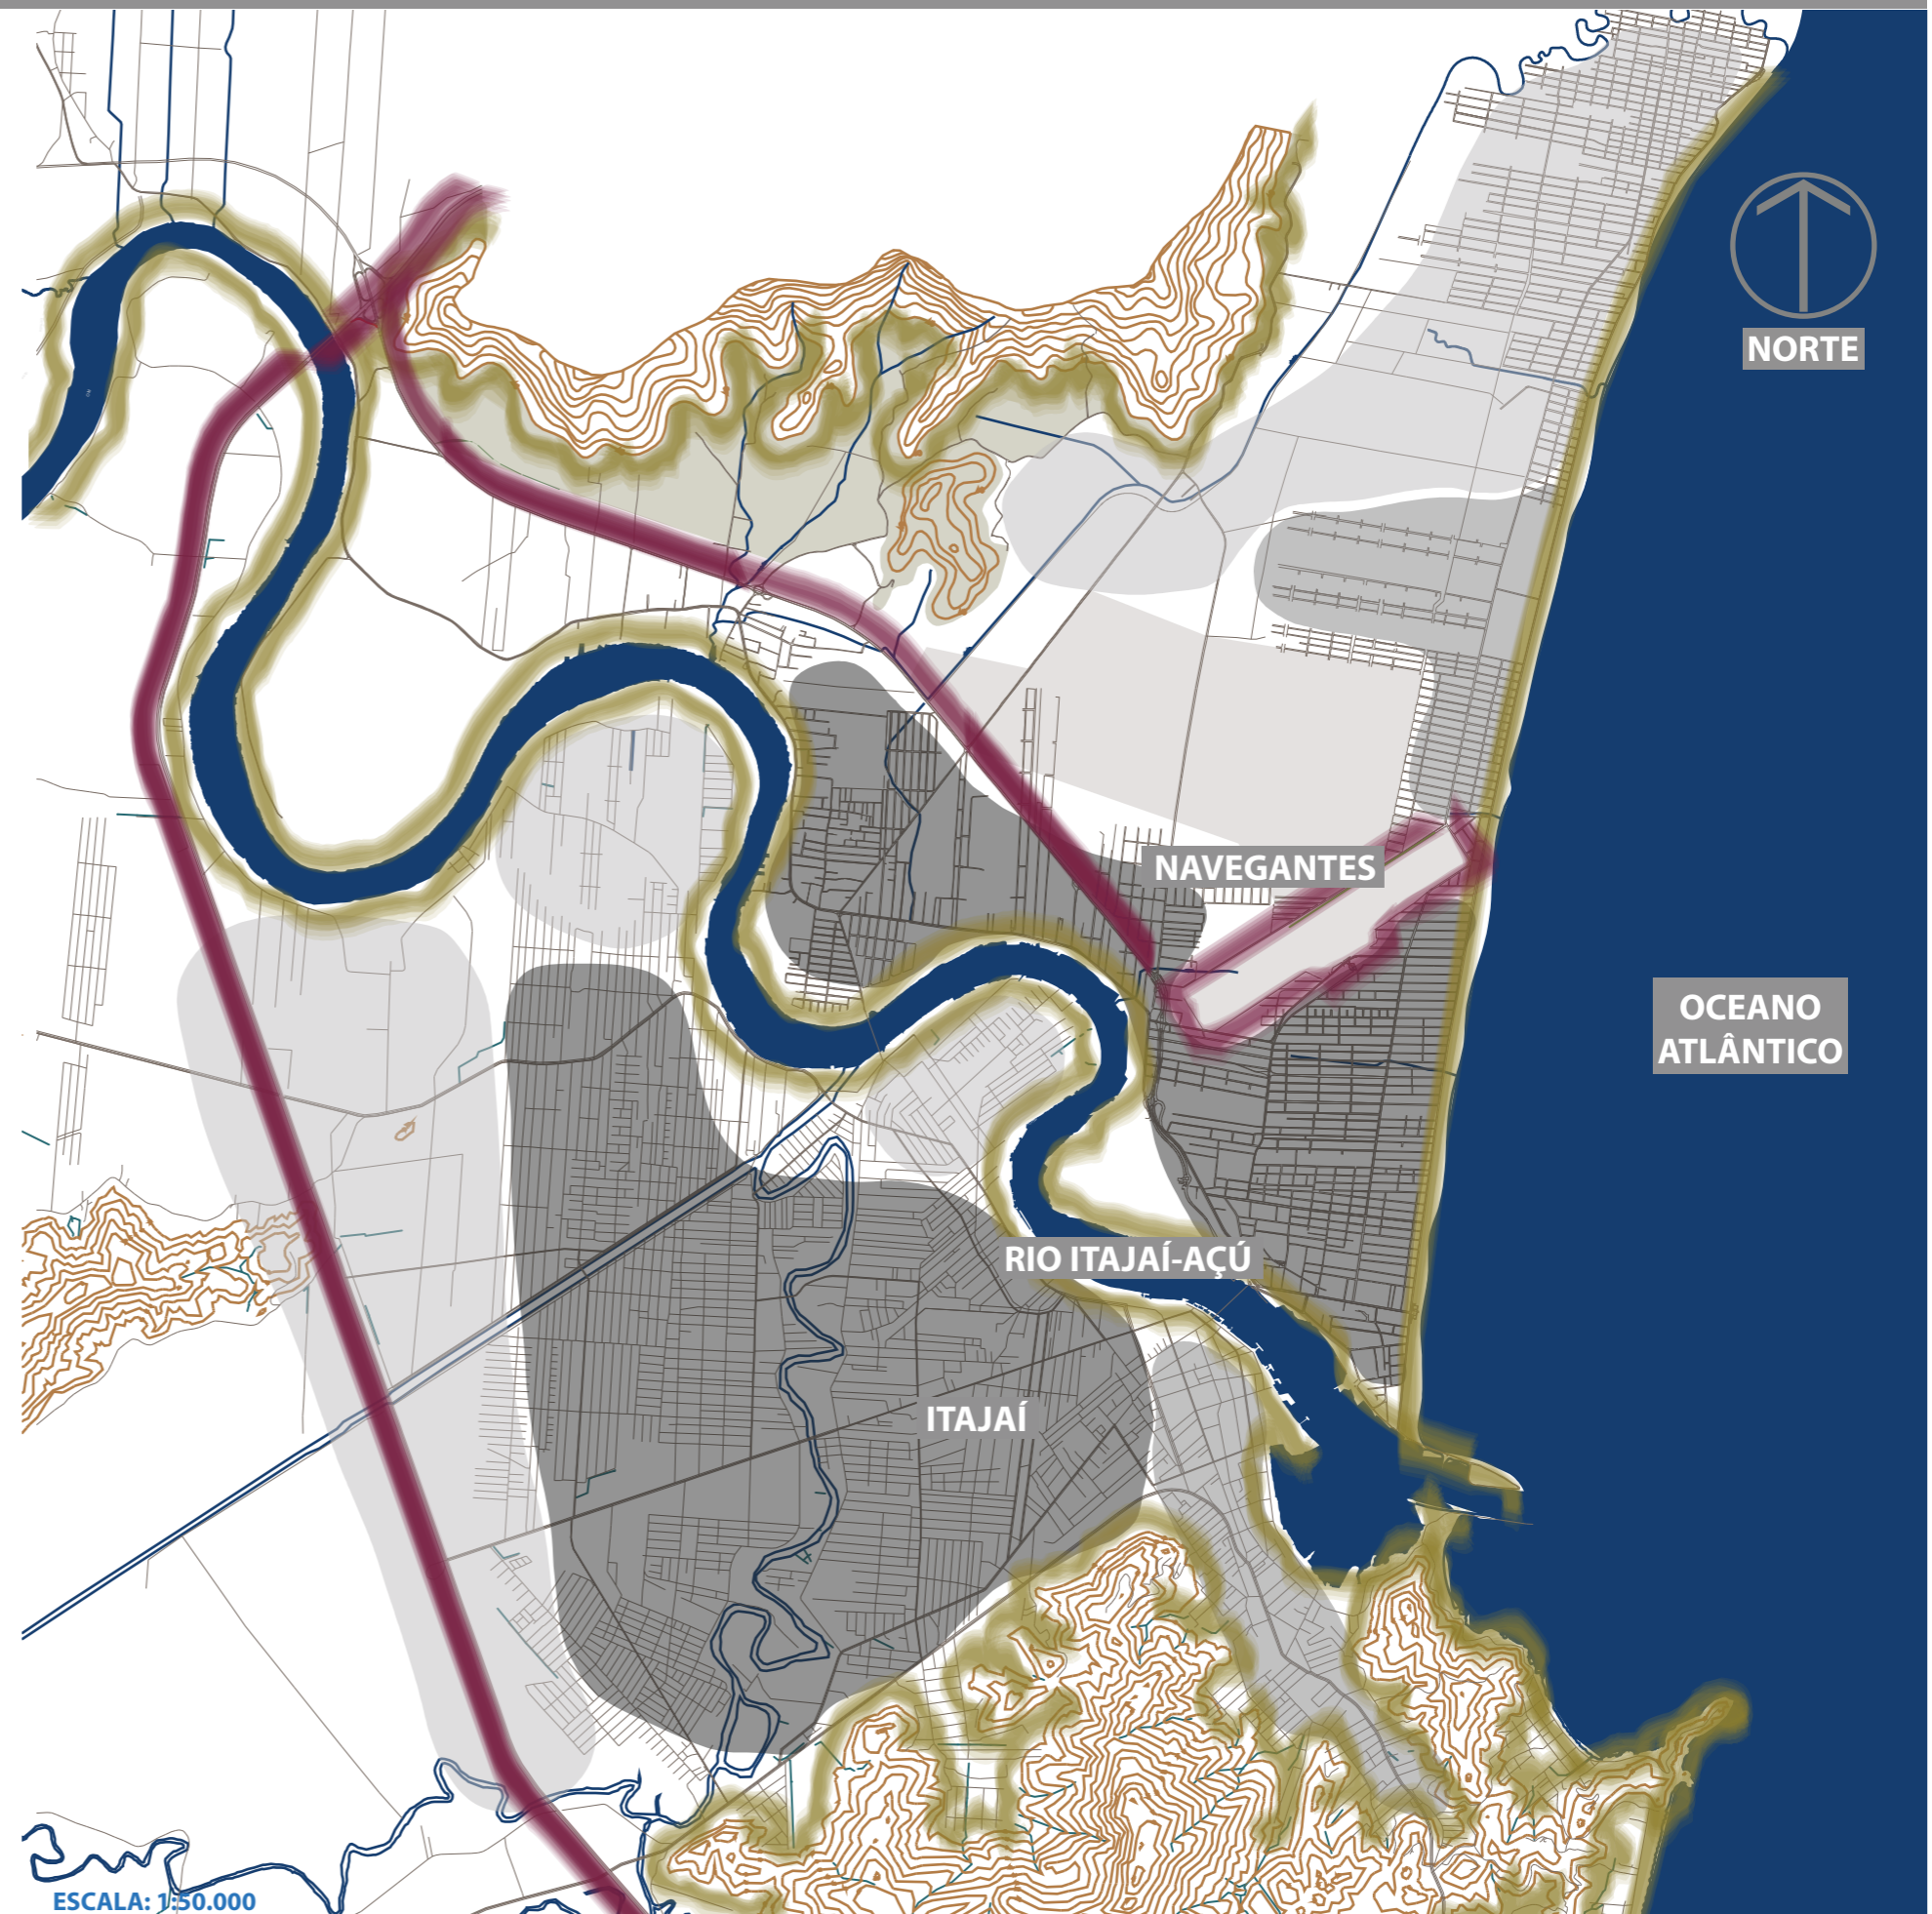 NORTE
NAVEGANTES
OCEANO
ATLÂNTICO
RIO ITAJAÍ-AÇÚ
ITAJAÍ
ESCALA: 1:50.000